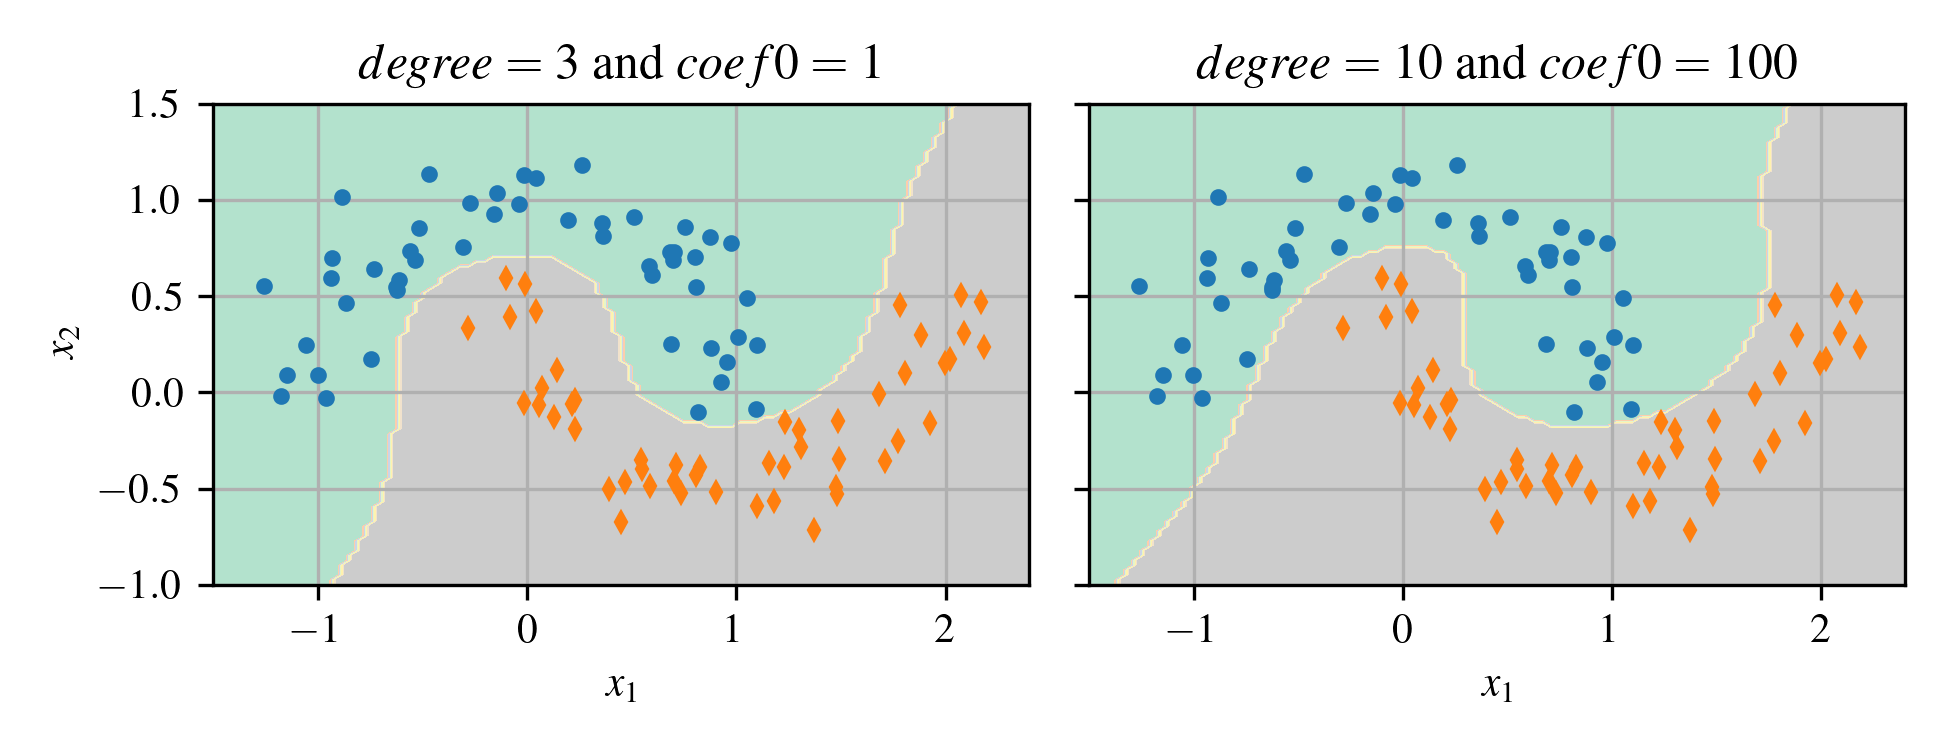 degree = 3 and coef0 = 1
degree = 10 and coef0 = 100
1.5
1.0
0.5
0.0
−0.5
−1.0
x₂
−1 0 1 2
−1 0 1 2
x₁
x₁